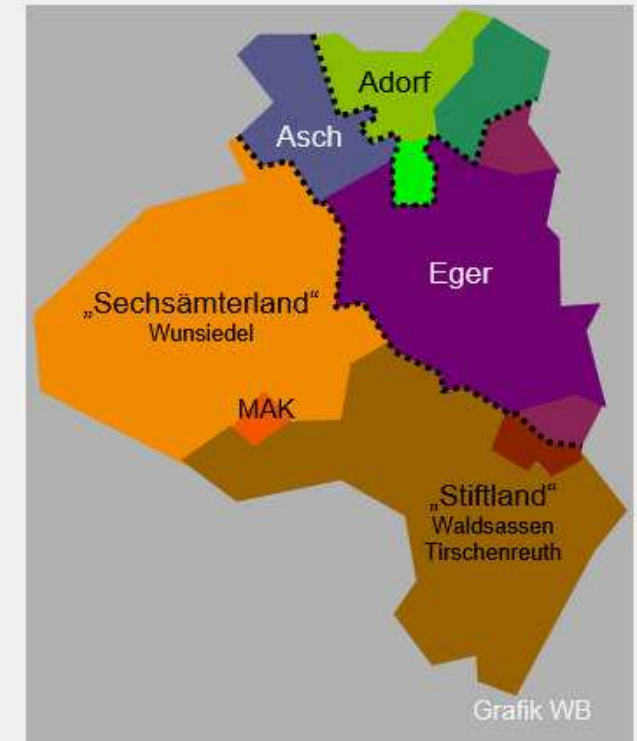 Adorf
Asch
Eger
„Sechsämterland“
Wunsiedel
MAK
„Stiftland“
Waldsassen
Tirschenreuth
Grafik WB